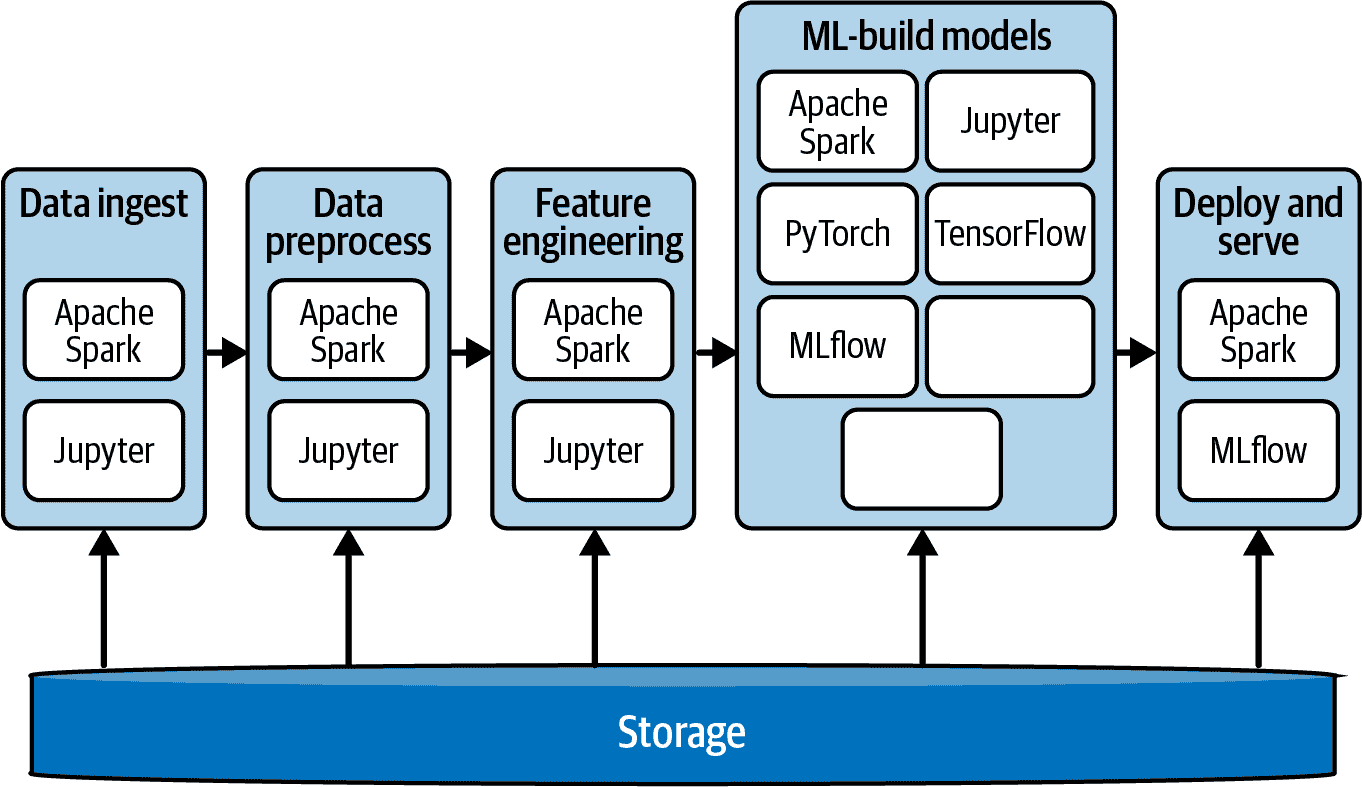 Data ingest
Apache
Spark
Jupyter
Data
preprocess
Apache
Spark
Jupyter
Feature
engineering
Apache
Spark
Jupyter
ML-build models
Apache
Spark
Jupyter
PyTorch
TensorFlow
MLflow
Deploy and
serve
Apache
Spark
MLflow
Storage